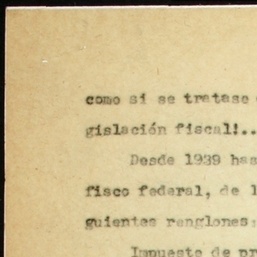 como si se tratase
gislación fiscal!..
Desde 1939 has
fisco federal, de l
guientes renglones:
Impuesto de pr